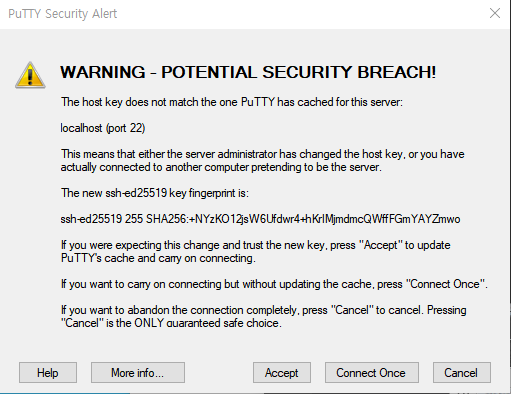 PuTTY Security Alert
WARNING - POTENTIAL SECURITY BREACH!
The host key does not match the one PuTTY has cached for this server:
localhost (port 22)
This means that either the server administrator has changed the host key, or you have
actually connected to another computer pretending to be the server.
The new ssh-ed25519 key fingerprint is:
ssh-ed25519 255 SHA256:+NYzKO12jsW6Ufdwr4+hKrIMjmdmcQWffFGmYAYZmwo
If you were expecting this change and trust the new key, press "Accept" to update
PuTTY's cache and carry on connecting.
If you want to carry on connecting but without updating the cache, press "Connect Once".
If you want to abandon the connection completely, press "Cancel" to cancel. Pressing
"Cancel" is the ONLY guaranteed safe choice.
Help
More info...
Accept
Connect Once
Cancel